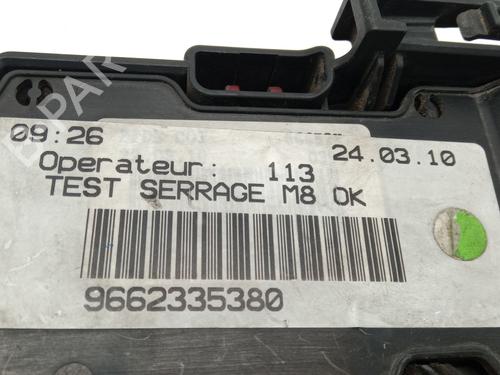 09:26
24.03.10
Operateur: 113
TEST SERRAGE M8 OK
9662335380